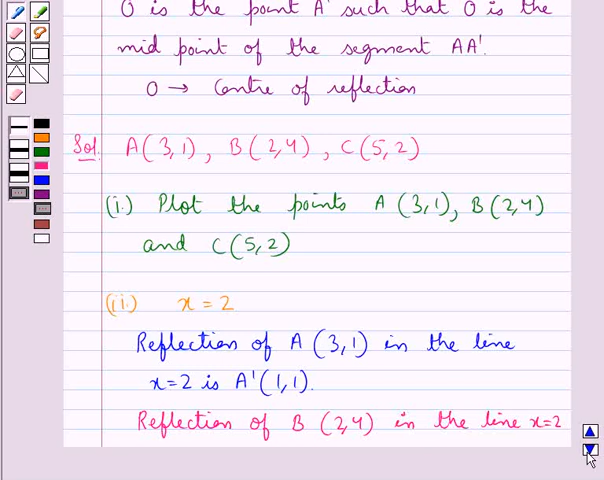 O is the point A' such that O is the
mid point of the segment AA'.
O → Centre of reflection
Sol. A(3,1), B(2,4), C(5,2)
(i.) Plot the points A (3,1), B(2,4)
and C(5,2)
(ii.) x = 2
Reflection of A (3,1) in the line
x=2 is A'(1,1).
Reflection of B (2,4) in the line x=2